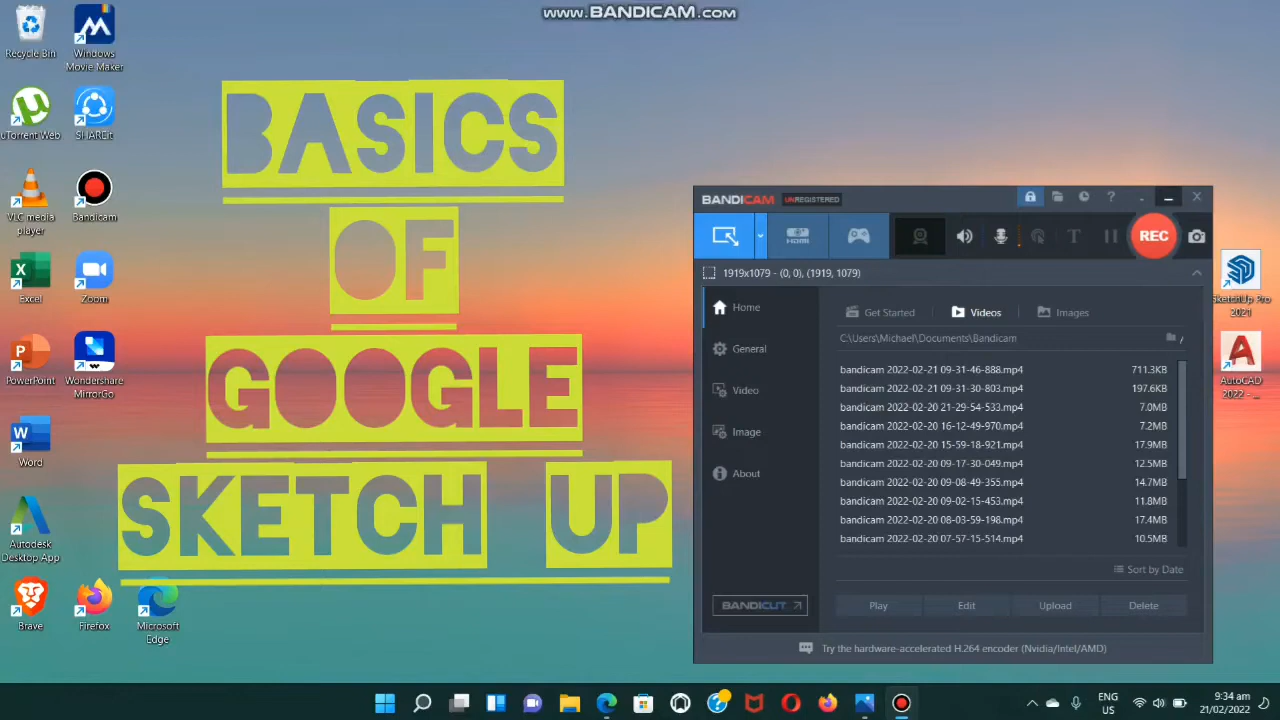 www.BANDICAM.com
Recycle Bin
Windows
Movie Maker
uTorrent Web
SHAREit
VLC media
player
Bandicam
Excel
Zoom
PowerPoint
Wondershare
MirrorGo
Word
Autodesk
Desktop App
Brave
Firefox
Microsoft
Edge
BASICS
OF
GOOGLE
SKETCH UP
BANDICAM UNREGISTERED
HDMI
REC
1919x1079 - (0, 0), (1919, 1079)
Home
General
Video
Image
About
Get Started
Videos
Images
C:\Users\Michael\Documents\Bandicam
bandicam 2022-02-21 09-31-46-888.mp4 711.3KB
bandicam 2022-02-21 09-31-30-803.mp4 197.6KB
bandicam 2022-02-20 21-29-54-533.mp4 7.0MB
bandicam 2022-02-20 16-12-49-970.mp4 7.2MB
bandicam 2022-02-20 15-59-18-921.mp4 17.9MB
bandicam 2022-02-20 09-17-30-049.mp4 12.5MB
bandicam 2022-02-20 09-08-49-355.mp4 14.7MB
bandicam 2022-02-20 09-02-15-453.mp4 11.8MB
bandicam 2022-02-20 08-03-59-198.mp4 17.4MB
bandicam 2022-02-20 07-57-15-514.mp4 10.5MB
Sort by Date
BANDICUT
Play
Edit
Upload
Delete
Try the hardware-accelerated H.264 encoder (Nvidia/Intel/AMD)
SketchUp Pro
2021
AutoCAD
2022 - ...
ENG
US
9:34 am
21/02/2022